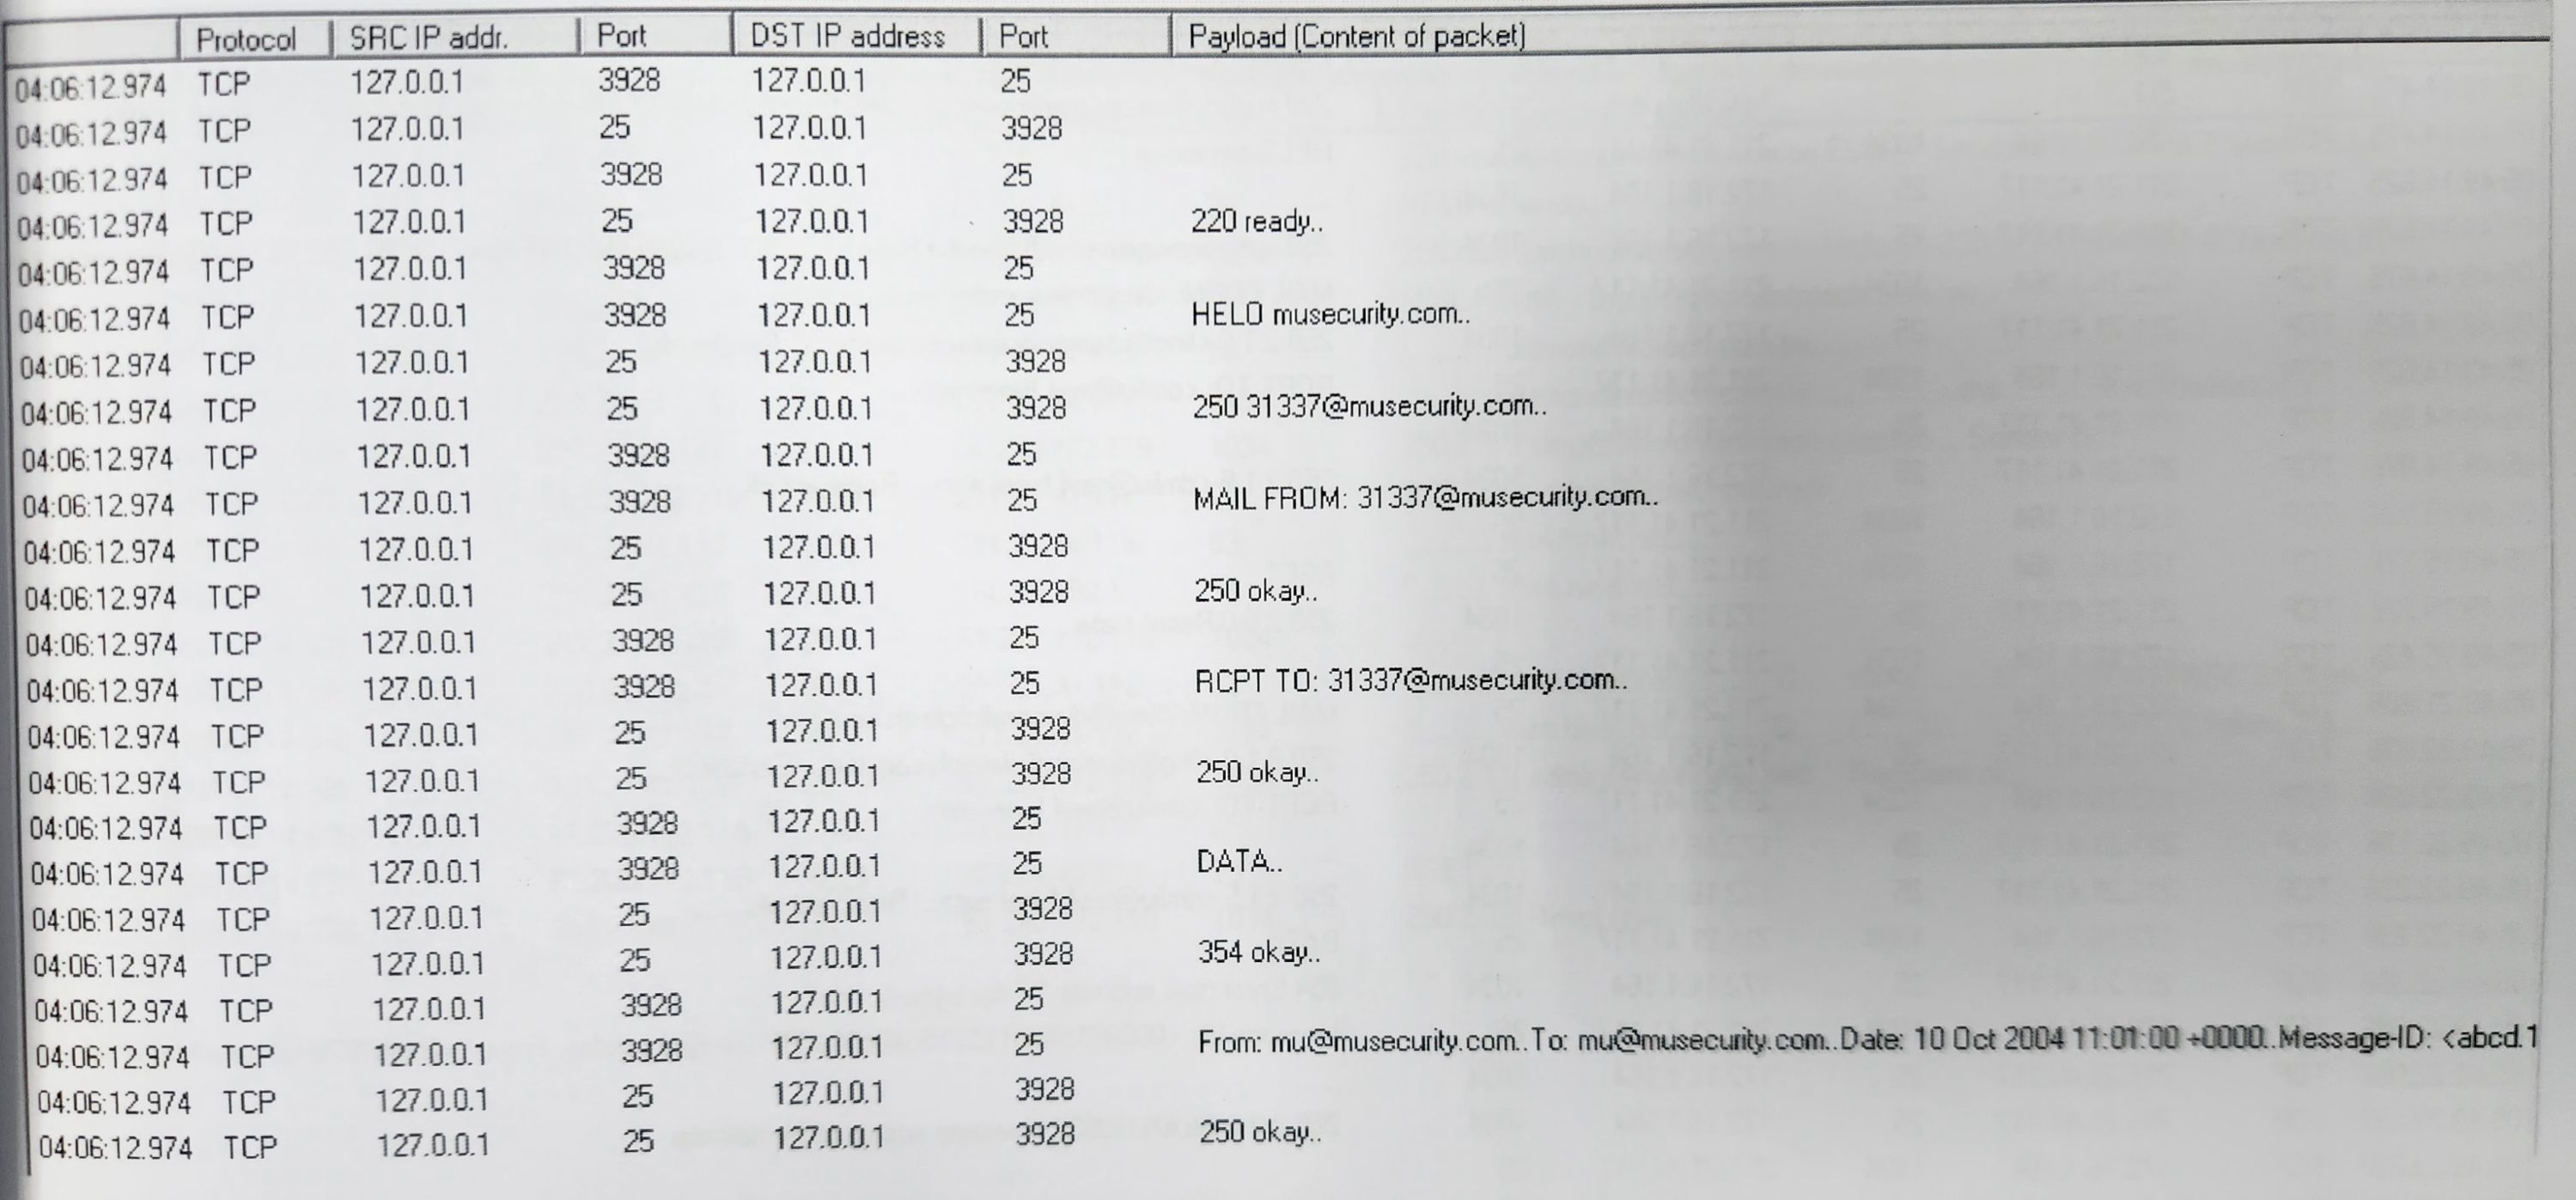 Protocol SRC IP addr. Port DST IP address Port Payload (Content of packet)
04:06:12.974 TCP 127.0.0.1 3928 127.0.0.1 25
04:06:12.974 TCP 127.0.0.1 25 127.0.0.1 3928
04:06:12.974 TCP 127.0.0.1 3928 127.0.0.1 25
04:06:12.974 TCP 127.0.0.1 25 127.0.0.1 3928 220 ready..
04:06:12.974 TCP 127.0.0.1 3928 127.0.0.1 25
04:06:12.974 TCP 127.0.0.1 3928 127.0.0.1 25 HELO musecurity.com..
04:06:12.974 TCP 127.0.0.1 25 127.0.0.1 3928
04:06:12.974 TCP 127.0.0.1 25 127.0.0.1 3928 250 31337@musecurity.com..
04:06:12.974 TCP 127.0.0.1 3928 127.0.0.1 25
04:06:12.974 TCP 127.0.0.1 3928 127.0.0.1 25 MAIL FROM: 31337@musecurity.com..
04:06:12.974 TCP 127.0.0.1 25 127.0.0.1 3928
04:06:12.974 TCP 127.0.0.1 25 127.0.0.1 3928 250 okay..
04:06:12.974 TCP 127.0.0.1 3928 127.0.0.1 25
04:06:12.974 TCP 127.0.0.1 3928 127.0.0.1 25 RCPT TO: 31337@musecurity.com..
04:06:12.974 TCP 127.0.0.1 25 127.0.0.1 3928
04:06:12.974 TCP 127.0.0.1 25 127.0.0.1 3928 250 okay..
04:06:12.974 TCP 127.0.0.1 3928 127.0.0.1 25
04:06:12.974 TCP 127.0.0.1 3928 127.0.0.1 25 DATA..
04:06:12.974 TCP 127.0.0.1 25 127.0.0.1 3928
04:06:12.974 TCP 127.0.0.1 25 127.0.0.1 3928 354 okay..
04:06:12.974 TCP 127.0.0.1 3928 127.0.0.1 25
04:06:12.974 TCP 127.0.0.1 3928 127.0.0.1 25 From: mu@musecurity.com..To: mu@musecurity.com..Date: 10 Oct 2004 11:01:00 +0000..Message-ID: <abcd.1
04:06:12.974 TCP 127.0.0.1 25 127.0.0.1 3928
04:06:12.974 TCP 127.0.0.1 25 127.0.0.1 3928 250 okay..